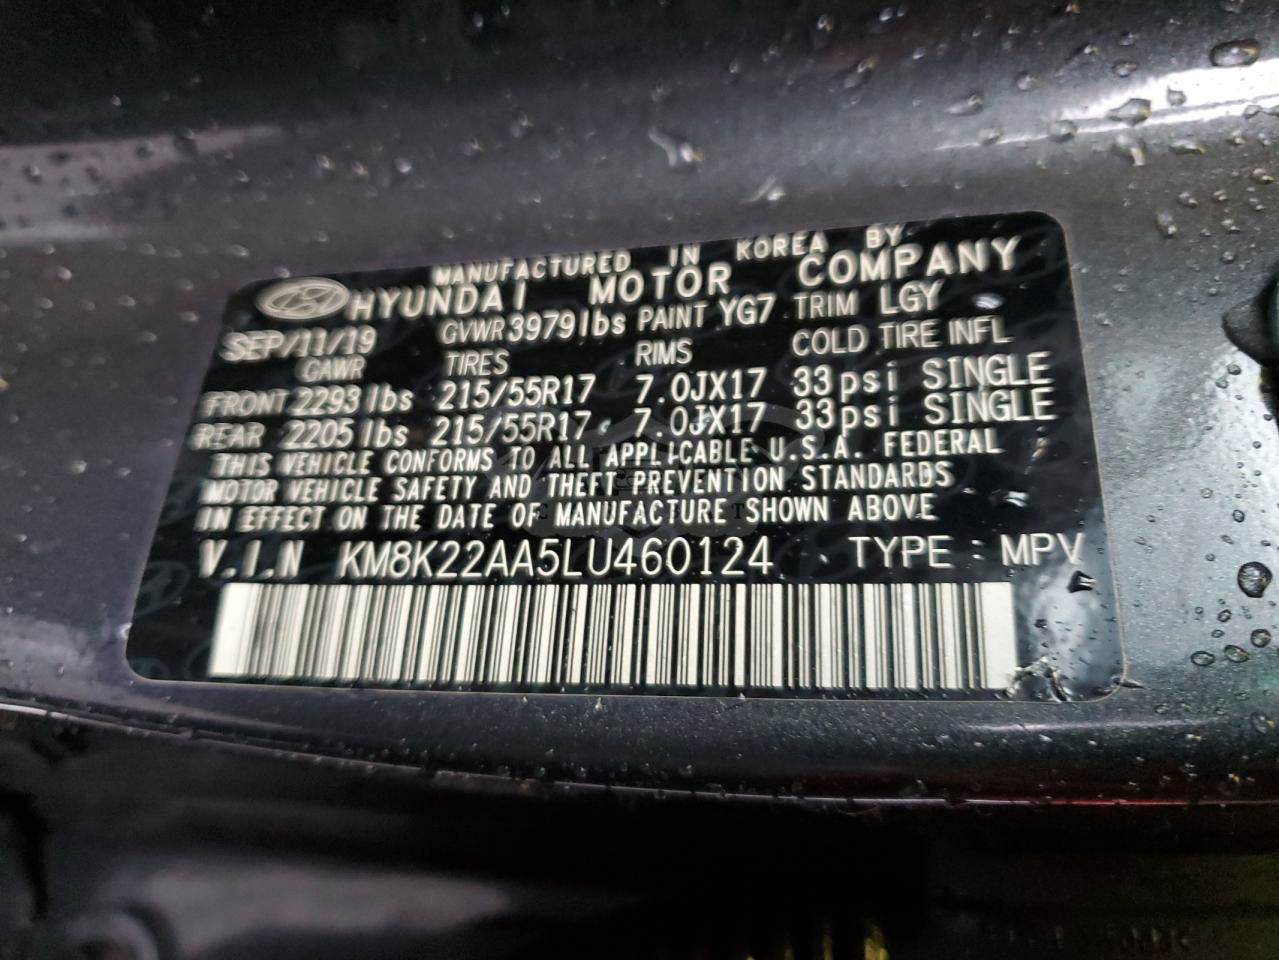 MANUFACTURED IN KOREA BY
HYUNDAI MOTOR COMPANY
SEP/11/19 GVWR 3979lbs PAINT YG7 TRIM LGY
GAWR TIRES RIMS COLD TIRE INFL
FRONT 2293 lbs 215/55R17 7.0JX17 33psi SINGLE
REAR 2205 lbs 215/55R17 7.0JX17 33psi SINGLE
THIS VEHICLE CONFORMS TO ALL APPLICABLE U.S.A. FEDERAL
MOTOR VEHICLE SAFETY AND THEFT PREVENTION STANDARDS
IN EFFECT ON THE DATE OF MANUFACTURE SHOWN ABOVE
V.I.N KM8K22AA5LU460124 TYPE : MPV